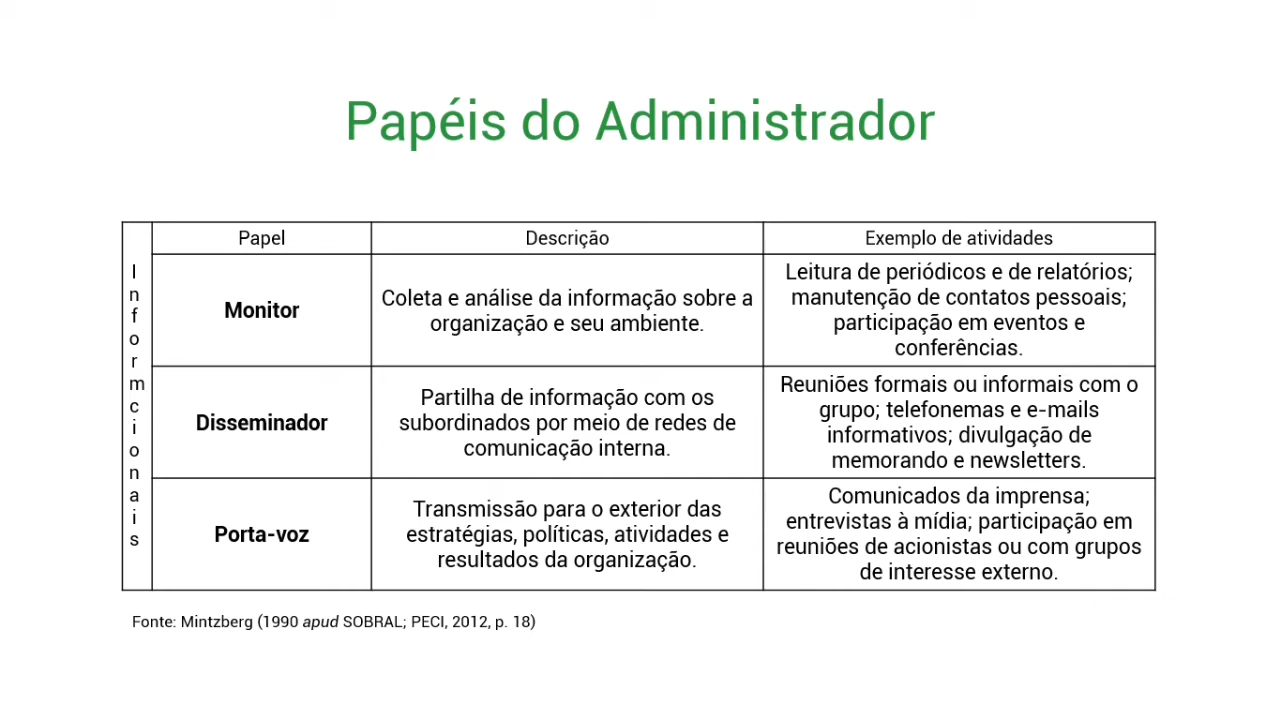 Papéis do Administrador
Informcionais
Papel
Descrição
Exemplo de atividades
Monitor
Coleta e análise da informação sobre a
organização e seu ambiente.
Leitura de periódicos e de relatórios;
manutenção de contatos pessoais;
participação em eventos e
conferências.
Disseminador
Partilha de informação com os
subordinados por meio de redes de
comunicação interna.
Reuniões formais ou informais com o
grupo; telefonemas e e-mails
informativos; divulgação de
memorando e newsletters.
Porta-voz
Transmissão para o exterior das
estratégias, políticas, atividades e
resultados da organização.
Comunicados da imprensa;
entrevistas à mídia; participação em
reuniões de acionistas ou com grupos
de interesse externo.
Fonte: Mintzberg (1990 apud SOBRAL; PECI, 2012, p. 18)